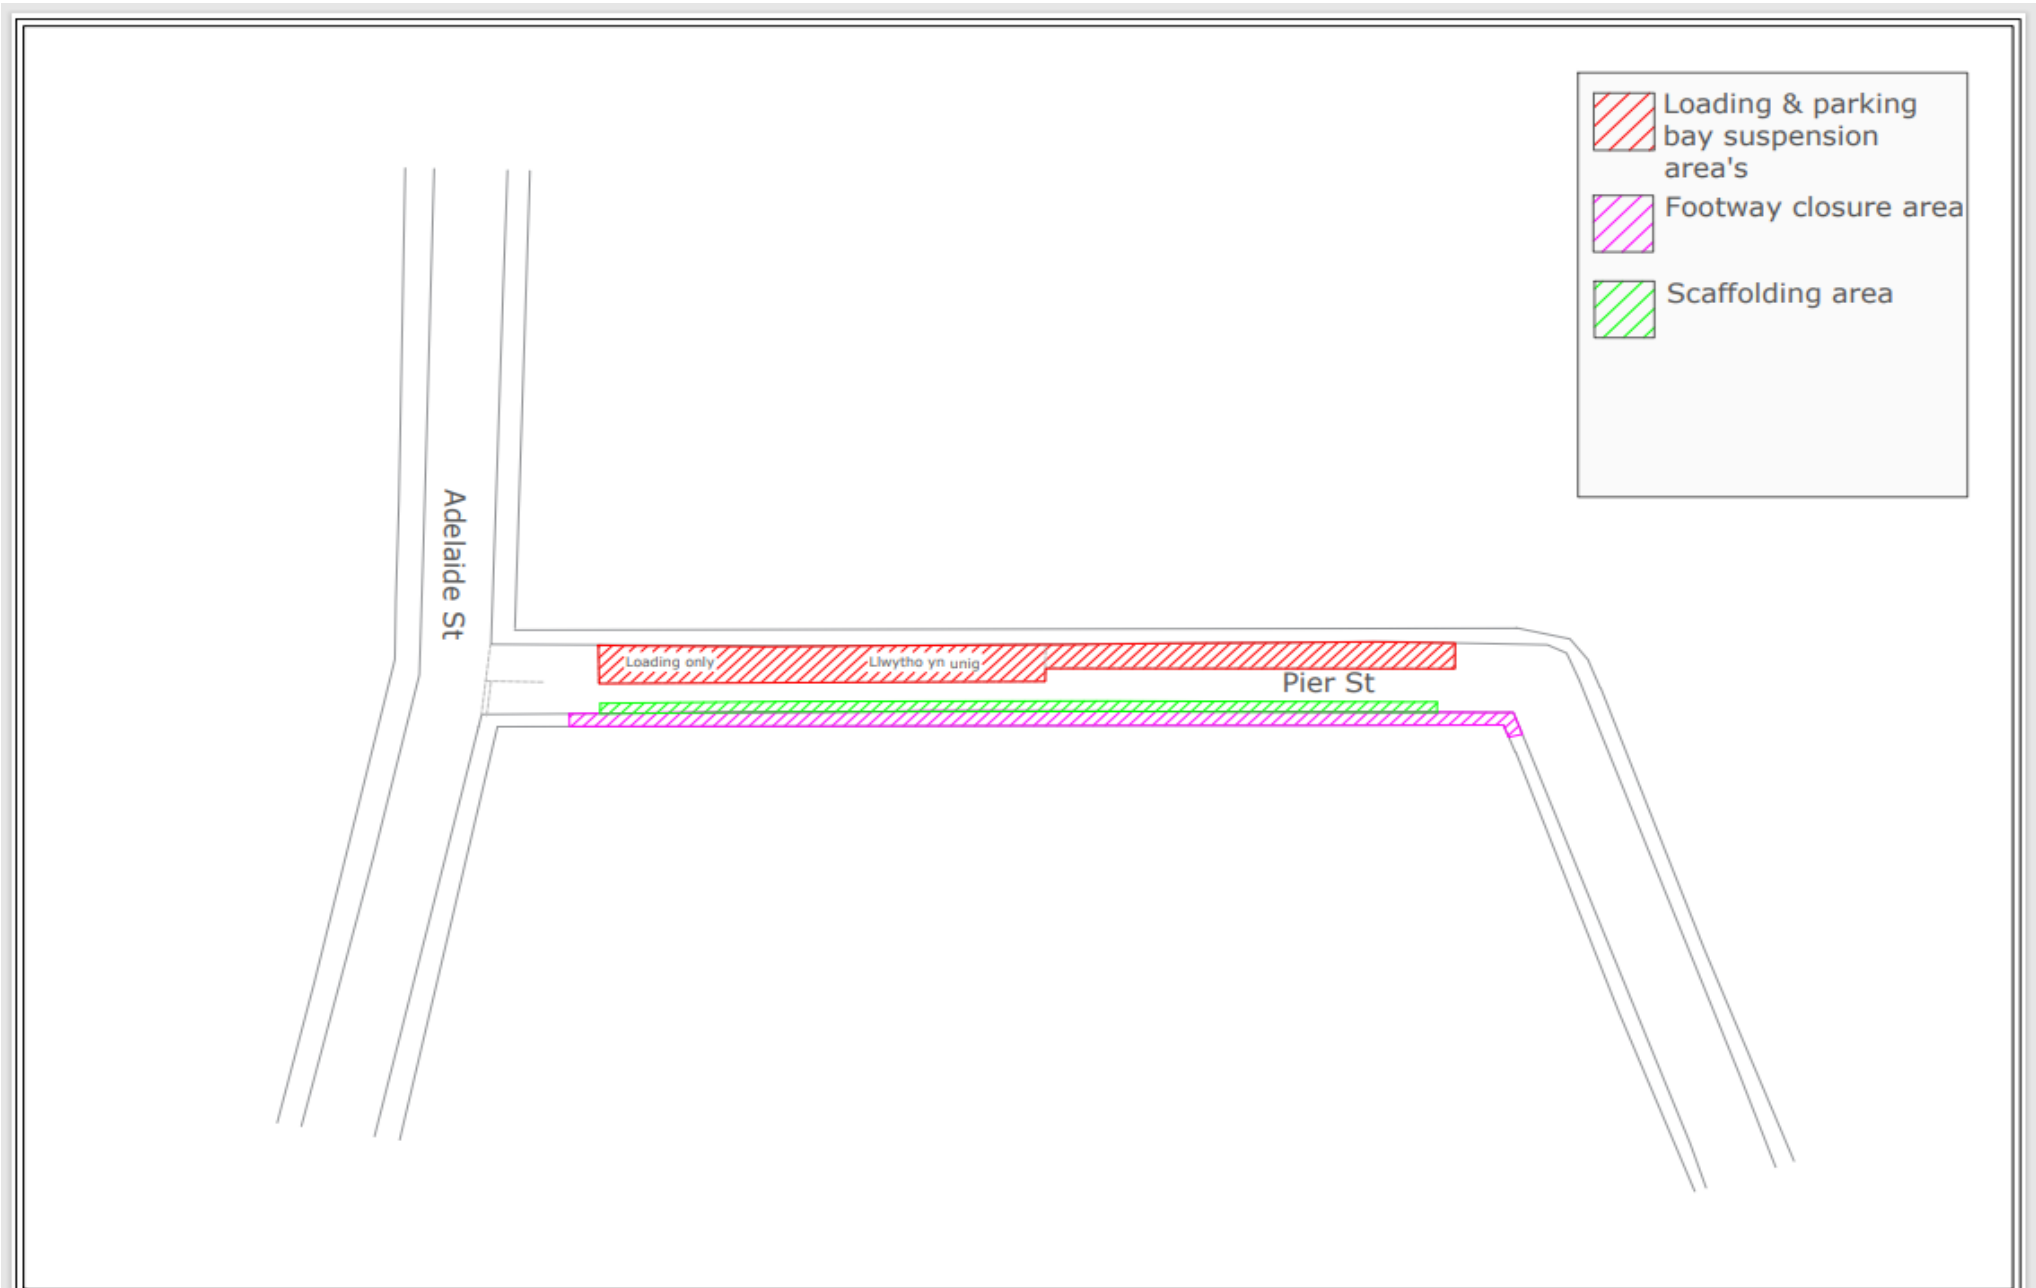 Loading & parking
bay suspension
area's
Footway closure area
Scaffolding area
Adelaide St
Loading only
Llwytho yn unig
Pier St